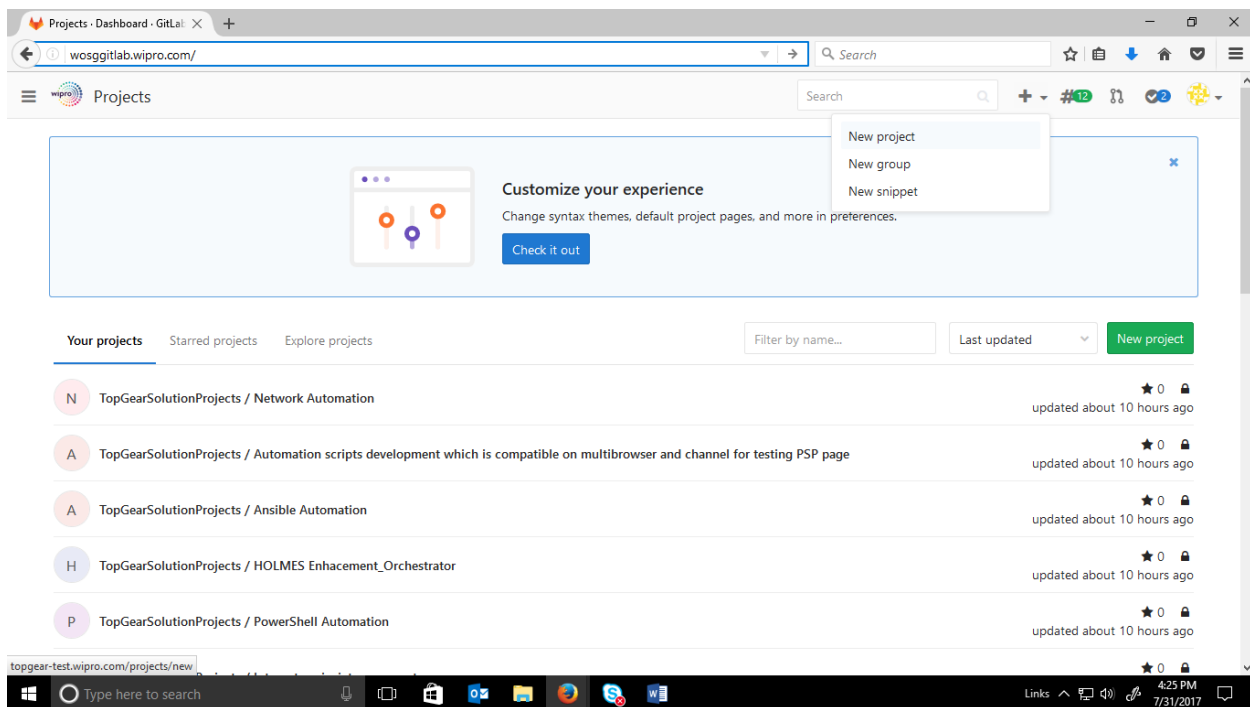 Projects · Dashboard · GitLab
wosggitlab.wipro.com/
Search
wipro
Projects
Search
12
2
New project
New group
New snippet
Customize your experience
Change syntax themes, default project pages, and more in preferences.
Check it out
Your projects
Starred projects
Explore projects
Filter by name...
Last updated
New project
N TopGearSolutionProjects / Network Automation
0
updated about 10 hours ago
A TopGearSolutionProjects / Automation scripts development which is compatible on multibrowser and channel for testing PSP page
0
updated about 10 hours ago
A TopGearSolutionProjects / Ansible Automation
0
updated about 10 hours ago
H TopGearSolutionProjects / HOLMES Enhacement_Orchestrator
0
updated about 10 hours ago
P TopGearSolutionProjects / PowerShell Automation
0
updated about 10 hours ago
0
topgear-test.wipro.com/projects/new
Type here to search
Links
4:25 PM
7/31/2017